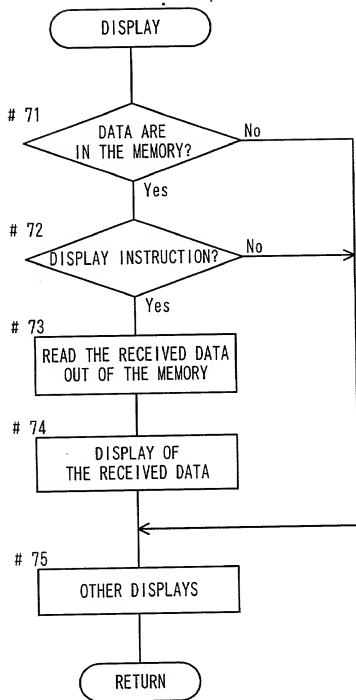 DISPLAY
# 71
DATA ARE
IN THE MEMORY?
No
Yes
# 72
DISPLAY INSTRUCTION?
No
Yes
# 73
READ THE RECEIVED DATA
OUT OF THE MEMORY
# 74
DISPLAY OF
THE RECEIVED DATA
# 75
OTHER DISPLAYS
RETURN